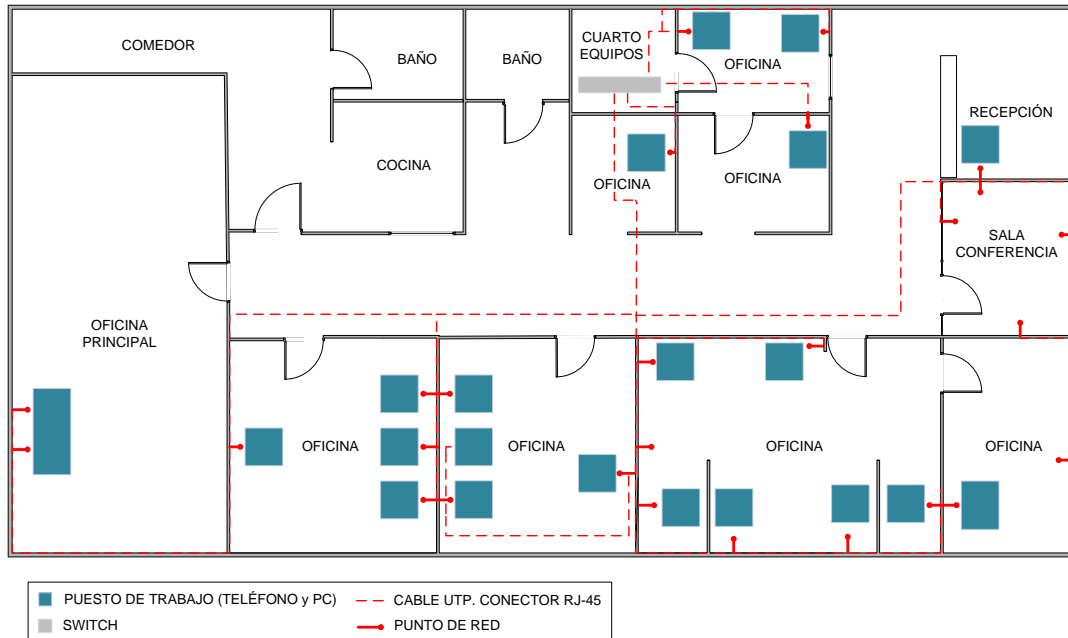 COMEDOR
BAÑO
BAÑO
CUARTO
EQUIPOS
OFICINA
RECEPCIÓN
COCINA
OFICINA
OFICINA
SALA
CONFERENCIA
OFICINA
PRINCIPAL
OFICINA
OFICINA
OFICINA
OFICINA
PUESTO DE TRABAJO (TELÉFONO y PC)
CABLE UTP. CONECTOR RJ-45
SWITCH
PUNTO DE RED